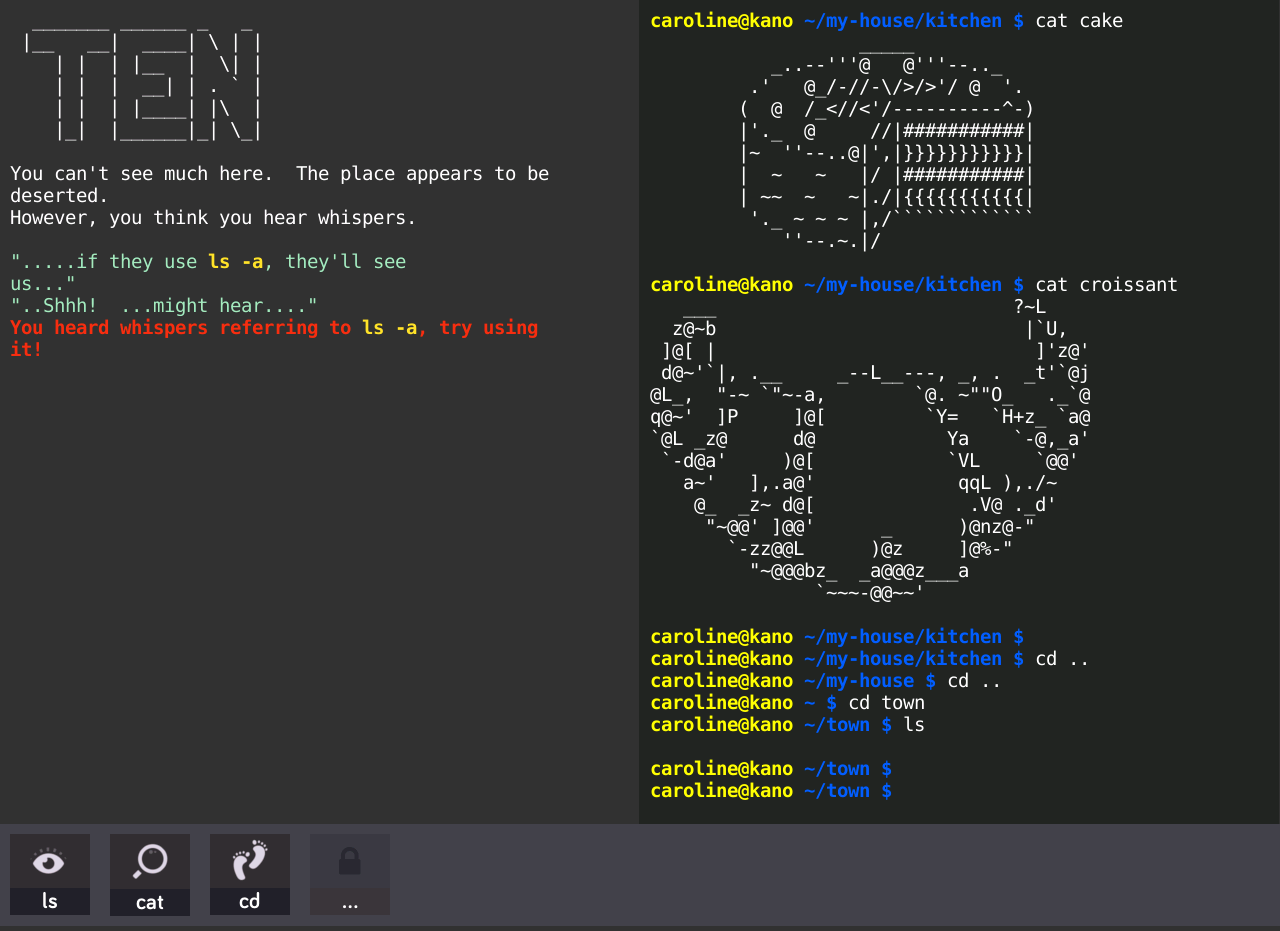 TEN
You can't see much here.  The place appears to be
deserted.
However, you think you hear whispers.
".....if they use ls -a, they'll see
us..."
"..Shhh!  ...might hear...."
You heard whispers referring to ls -a, try using
it!
caroline@kano ~/my-house/kitchen $ cat cake
caroline@kano ~/my-house/kitchen $ cat croissant
caroline@kano ~/my-house/kitchen $
caroline@kano ~/my-house/kitchen $ cd ..
caroline@kano ~/my-house $ cd ..
caroline@kano ~ $ cd town
caroline@kano ~/town $ ls
caroline@kano ~/town $
caroline@kano ~/town $
ls
cat
cd
...